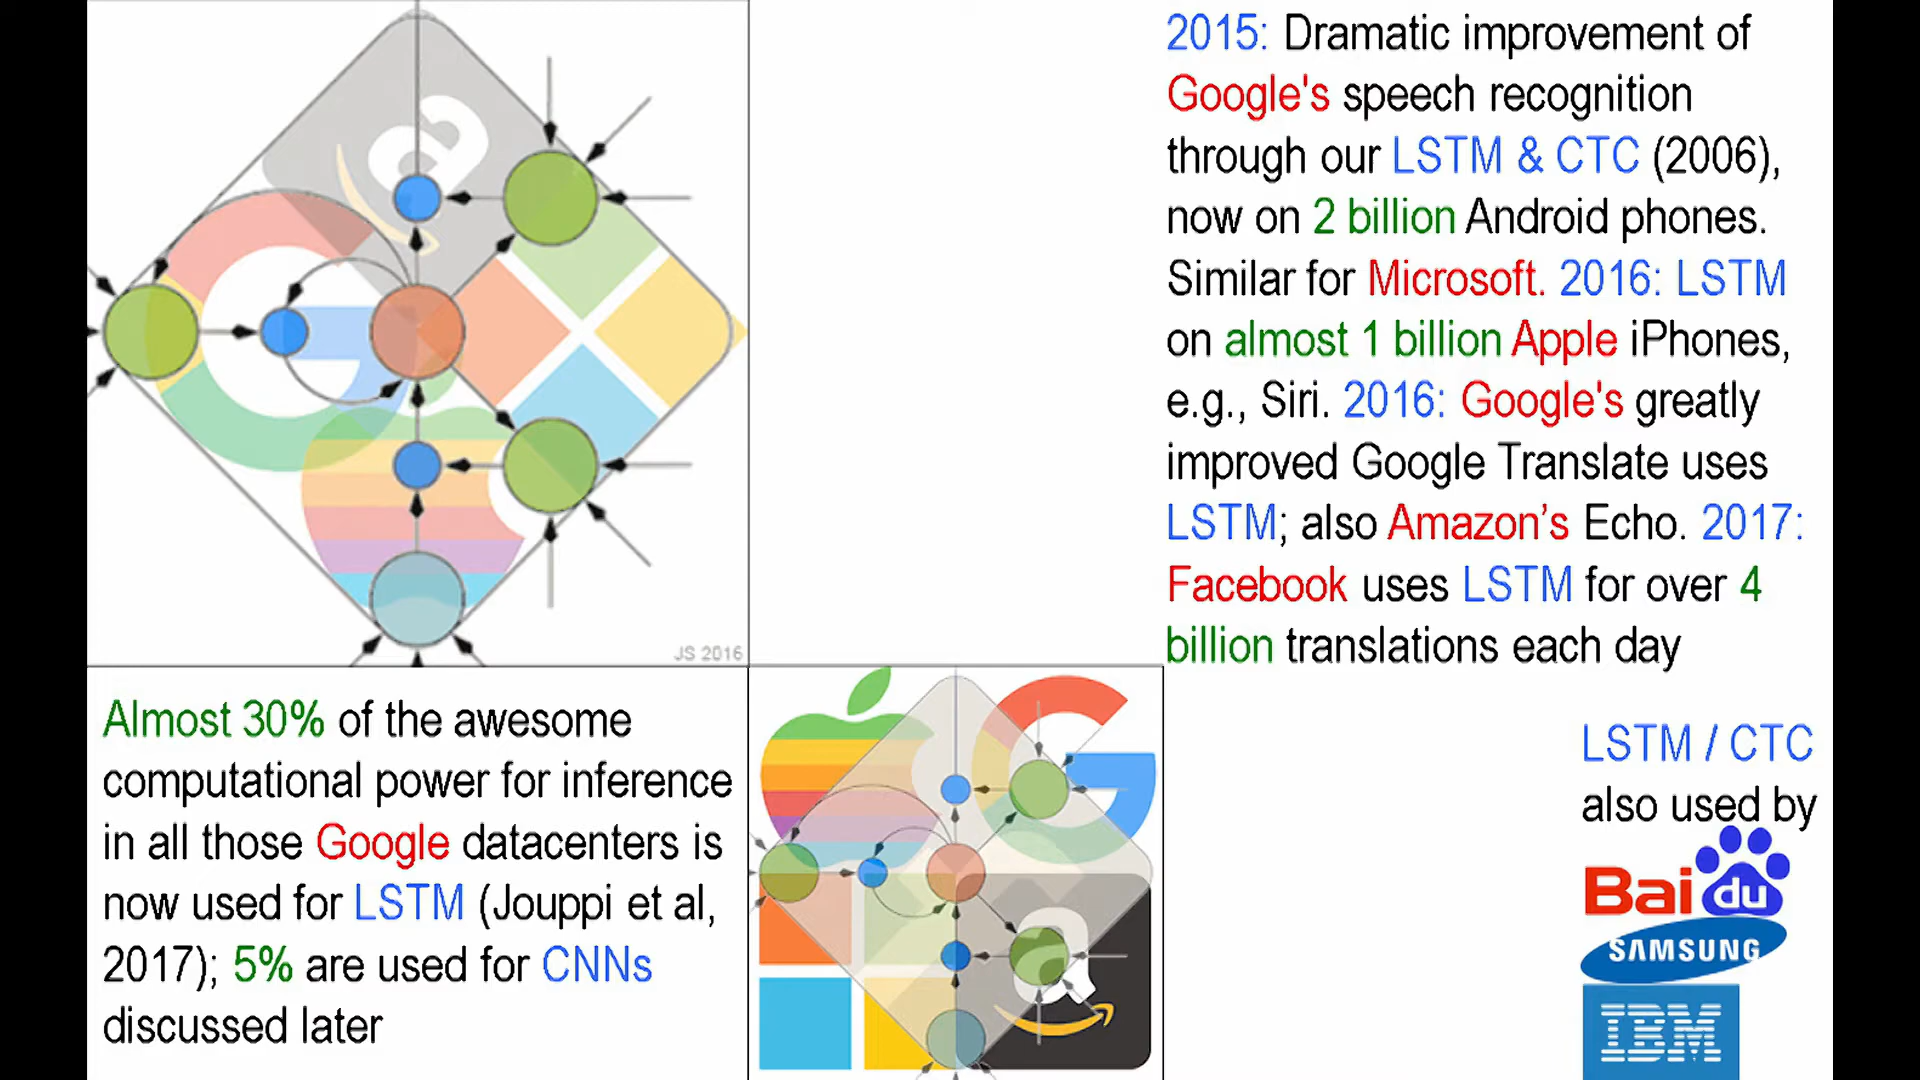 2015: Dramatic improvement of
Google's speech recognition
through our LSTM & CTC (2006),
now on 2 billion Android phones.
Similar for Microsoft. 2016: LSTM
on almost 1 billion Apple iPhones,
e.g., Siri. 2016: Google's greatly
improved Google Translate uses
LSTM; also Amazon’s Echo. 2017:
Facebook uses LSTM for over 4
billion translations each day
JS 2016
Almost 30% of the awesome
computational power for inference
in all those Google datacenters is
now used for LSTM (Jouppi et al,
2017); 5% are used for CNNs
discussed later
LSTM / CTC
also used by
Baidu
SAMSUNG
IBM